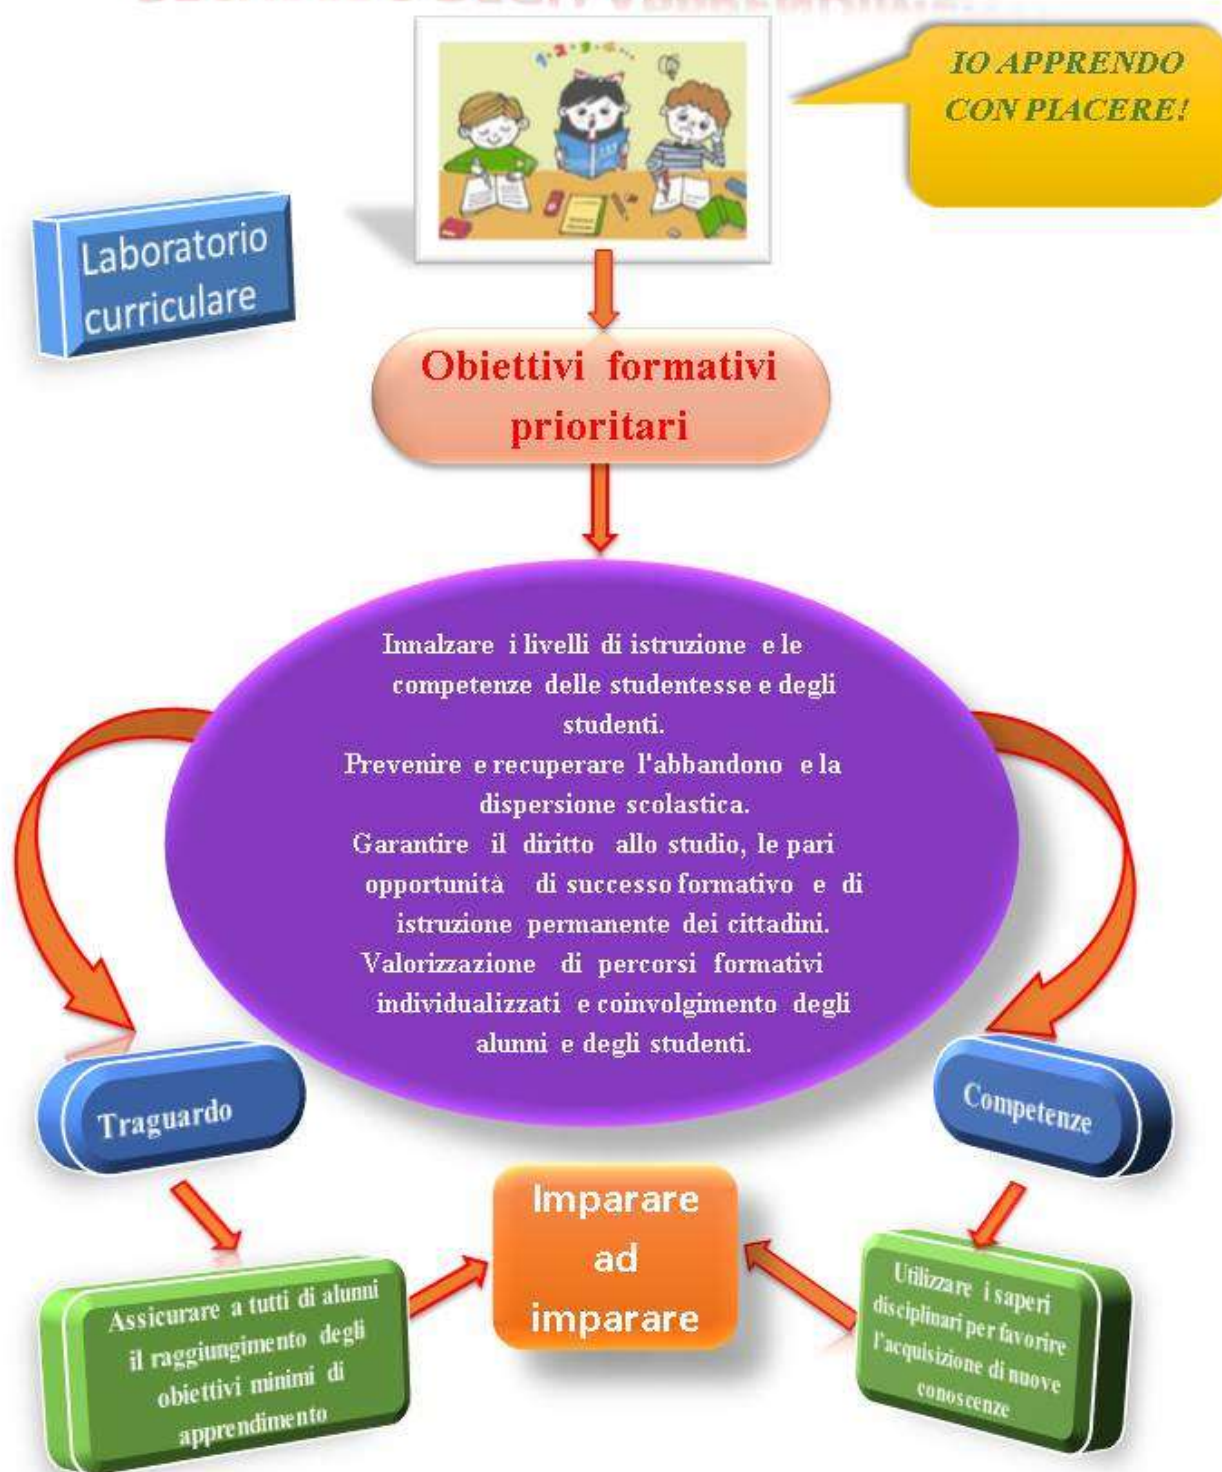 IO APPRENDO
CON PIACERE!
Laboratorio
curriculare
Obiettivi formativi
prioritari
Innalzare i livelli di istruzione e le
competenze delle studentesse e degli
studenti.
Prevenire e recuperare l'abbandono e la
dispersione scolastica.
Garantire il diritto allo studio, le pari
opportunità di successo formativo e di
istruzione permanente dei cittadini.
Valorizzazione di percorsi formativi
individualizzati e coinvolgimento degli
alunni e degli studenti.
Traguardo
Competenze
Imparare
ad
imparare
Assicurare a tutti di alunni
il raggiungimento degli
obiettivi minimi di
apprendimento
Utilizzare i saperi
disciplinari per favorire
l'acquisizione di nuove
conoscenze